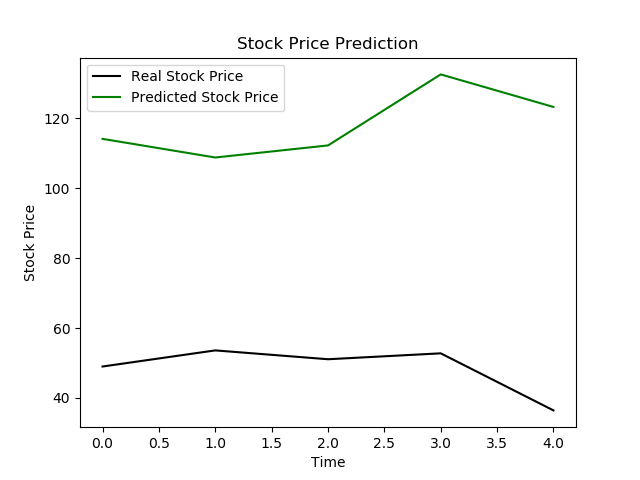 Stock Price Prediction
Real Stock Price
Predicted Stock Price
120
100
80
60
40
Stock Price
0.0 0.5 1.0 1.5 2.0 2.5 3.0 3.5 4.0
Time